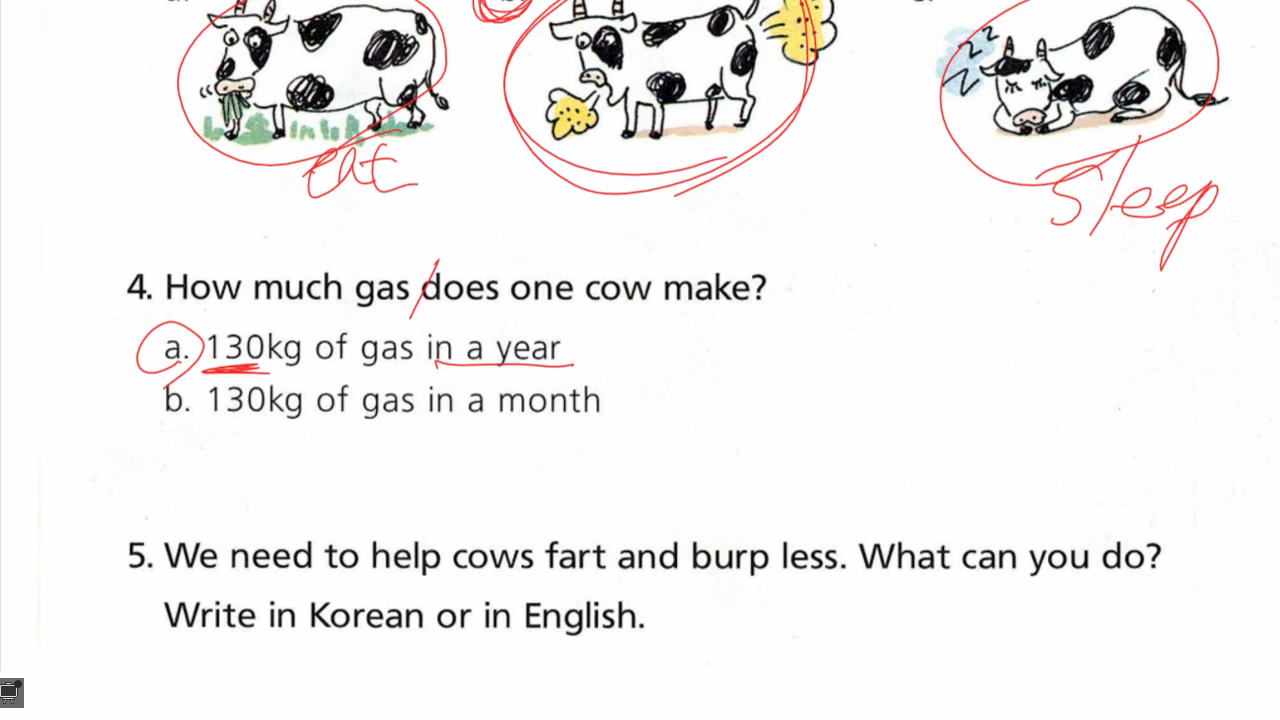 z z
Z
eat
Sleep
4. How much gas does one cow make?
a. 130kg of gas in a year
b. 130kg of gas in a month
5. We need to help cows fart and burp less. What can you do?
Write in Korean or in English.